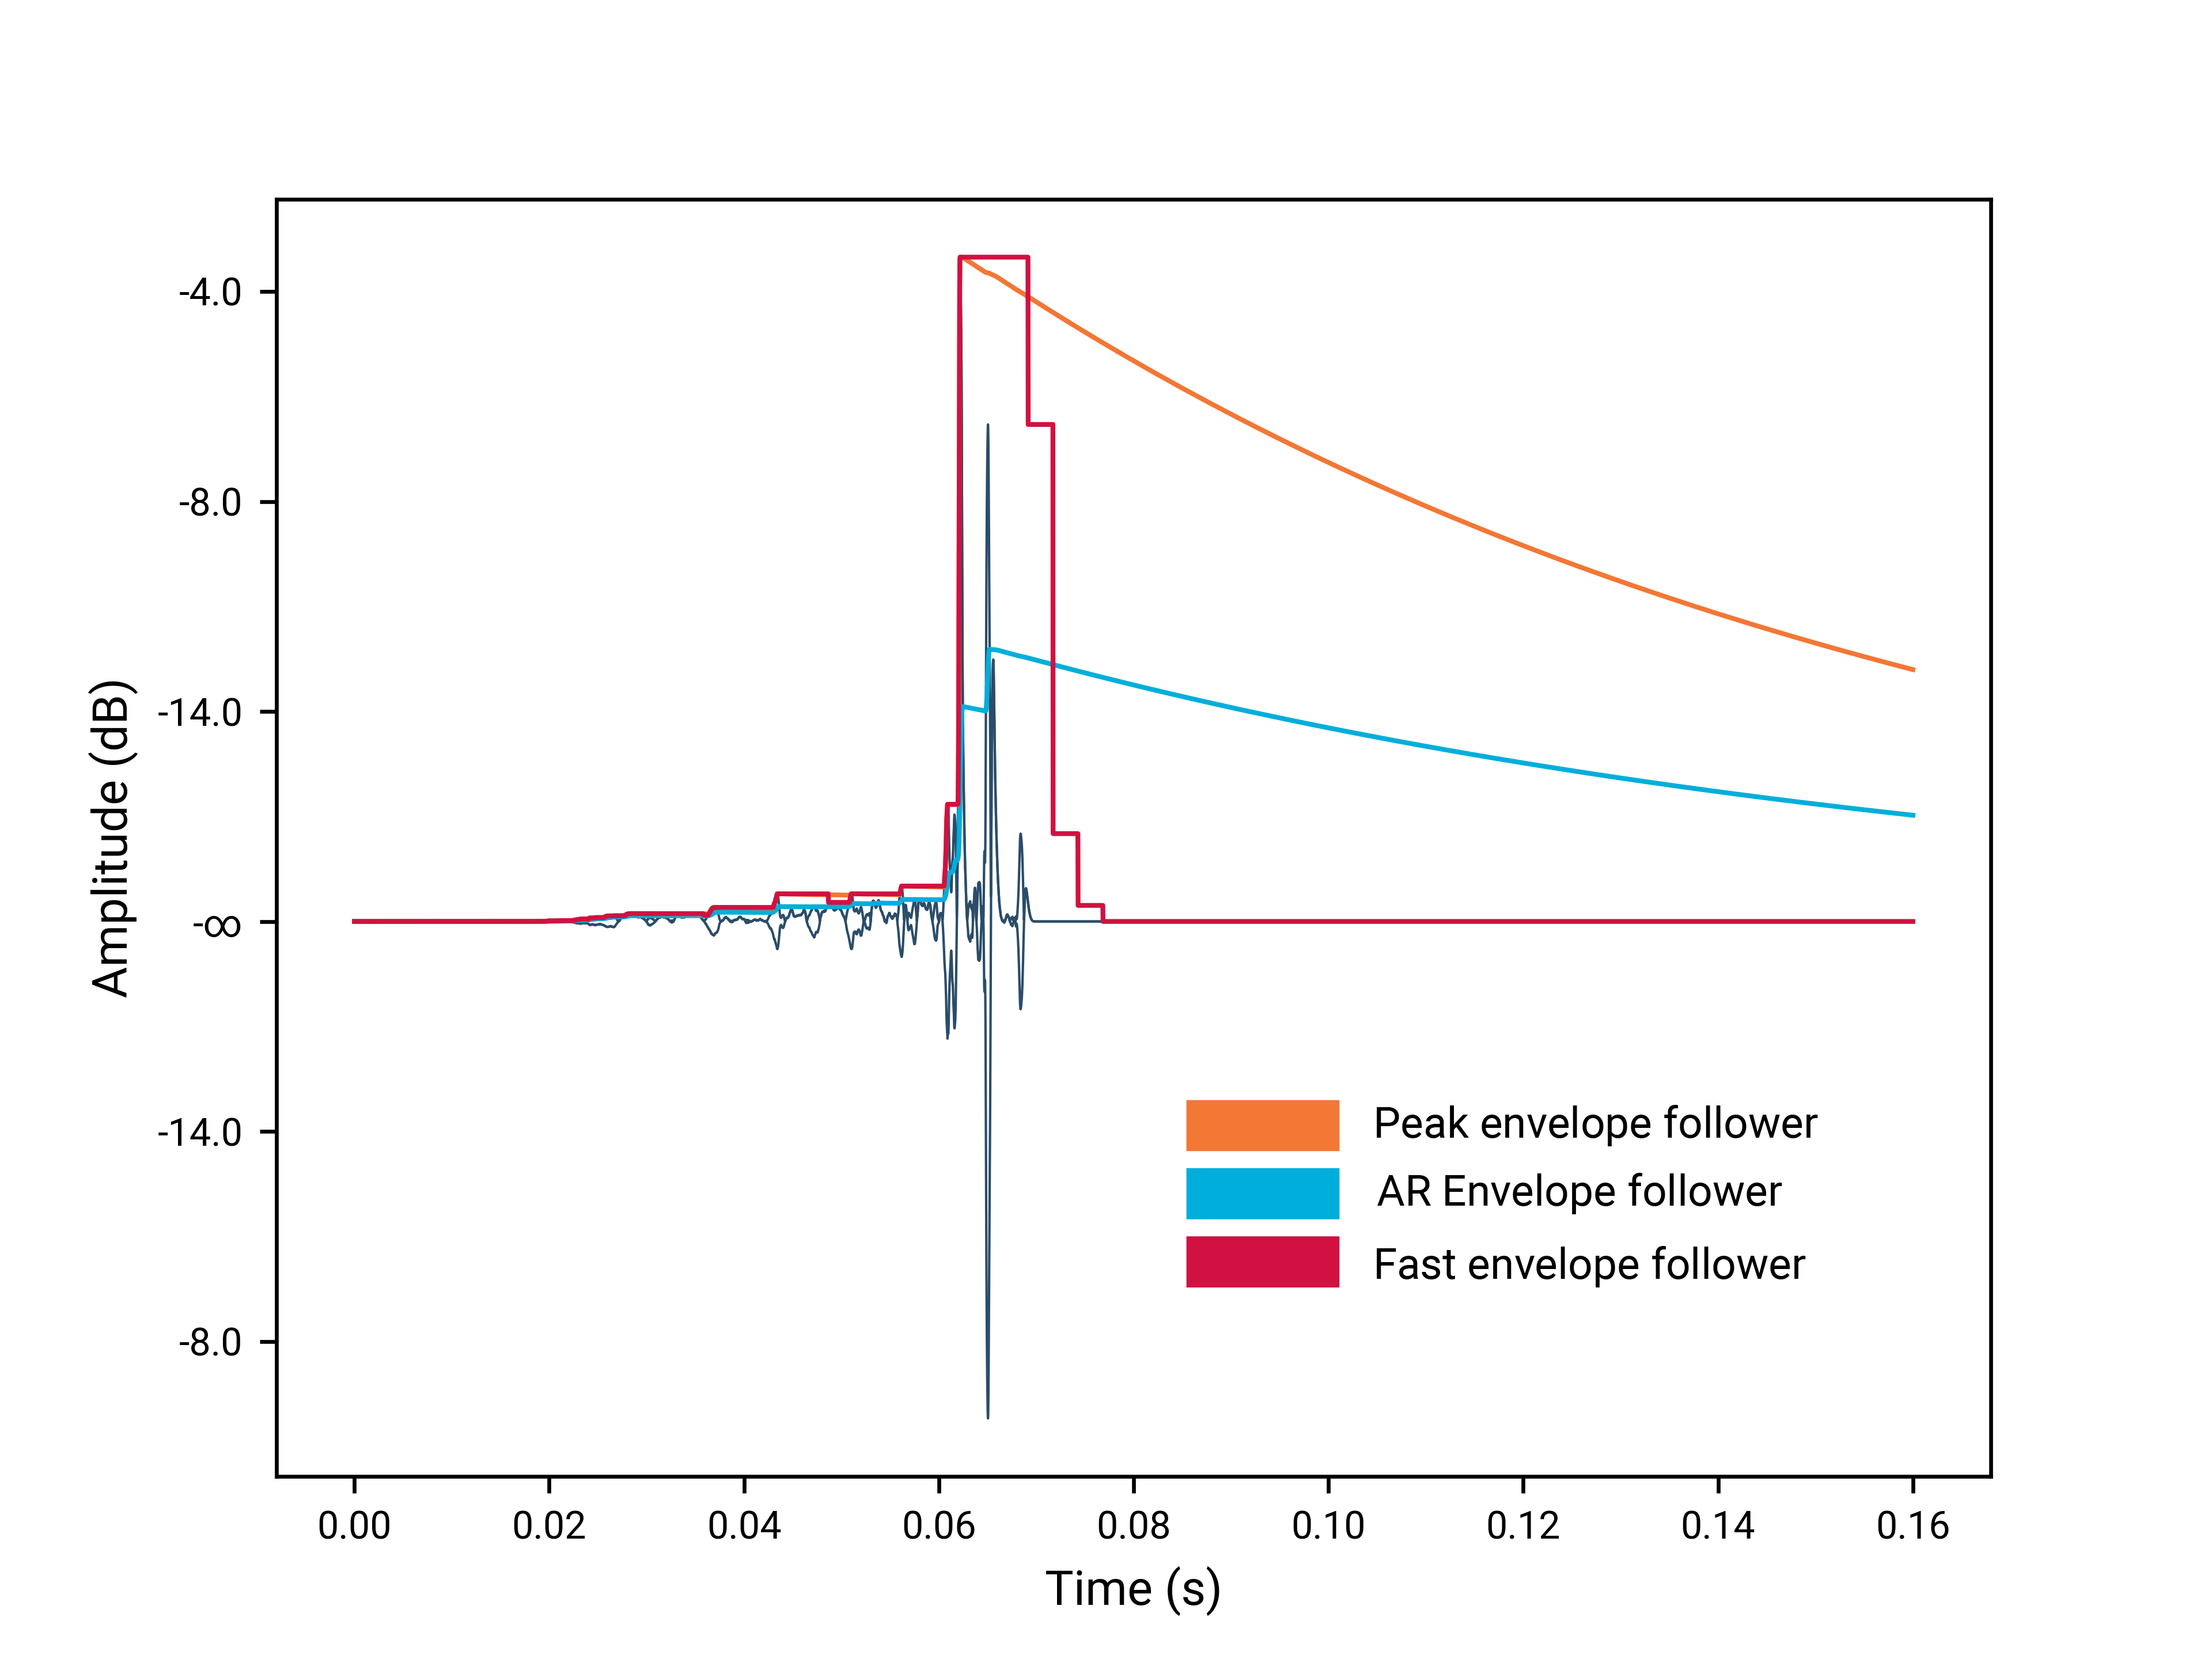 -4.0
-8.0
-14.0
-∞
-14.0
-8.0
Amplitude (dB)
Peak envelope follower
AR Envelope follower
Fast envelope follower
0.00 0.02 0.04 0.06 0.08 0.10 0.12 0.14 0.16
Time (s)